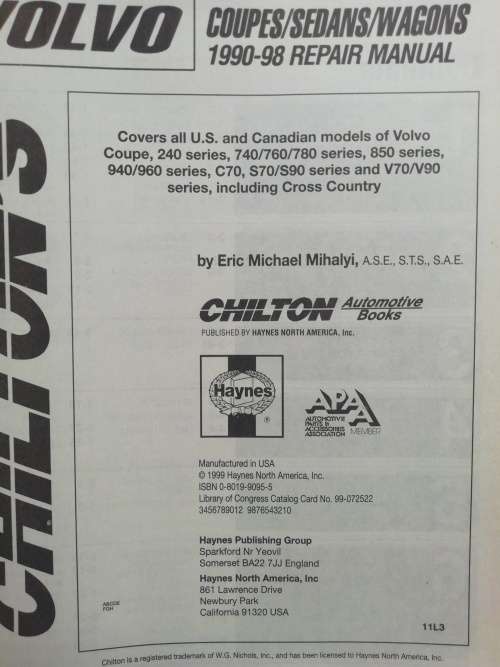 VOLVO
COUPES/SEDANS/WAGONS
1990-98 REPAIR MANUAL
CHILTON'S
Covers all U.S. and Canadian models of Volvo
Coupe, 240 series, 740/760/780 series, 850 series,
940/960 series, C70, S70/S90 series and V70/V90
series, including Cross Country
by Eric Michael Mihalyi, A.S.E., S.T.S., S.A.E.
CHILTON Automotive
Books
PUBLISHED BY HAYNES NORTH AMERICA, Inc.
Haynes
®
APAA
AUTOMOTIVE
PARTS &
ACCESSORIES
ASSOCIATION MEMBER
Manufactured in USA
© 1999 Haynes North America, Inc.
ISBN 0-8019-9095-5
Library of Congress Catalog Card No. 99-072522
3456789012 9876543210
Haynes Publishing Group
Sparkford Nr Yeovil
Somerset BA22 7JJ England
Haynes North America, Inc
861 Lawrence Drive
Newbury Park
California 91320 USA
ABCDE
FGH
11L3
Chilton is a registered trademark of W.G. Nichols, Inc., and has been licensed to Haynes North America, Inc.